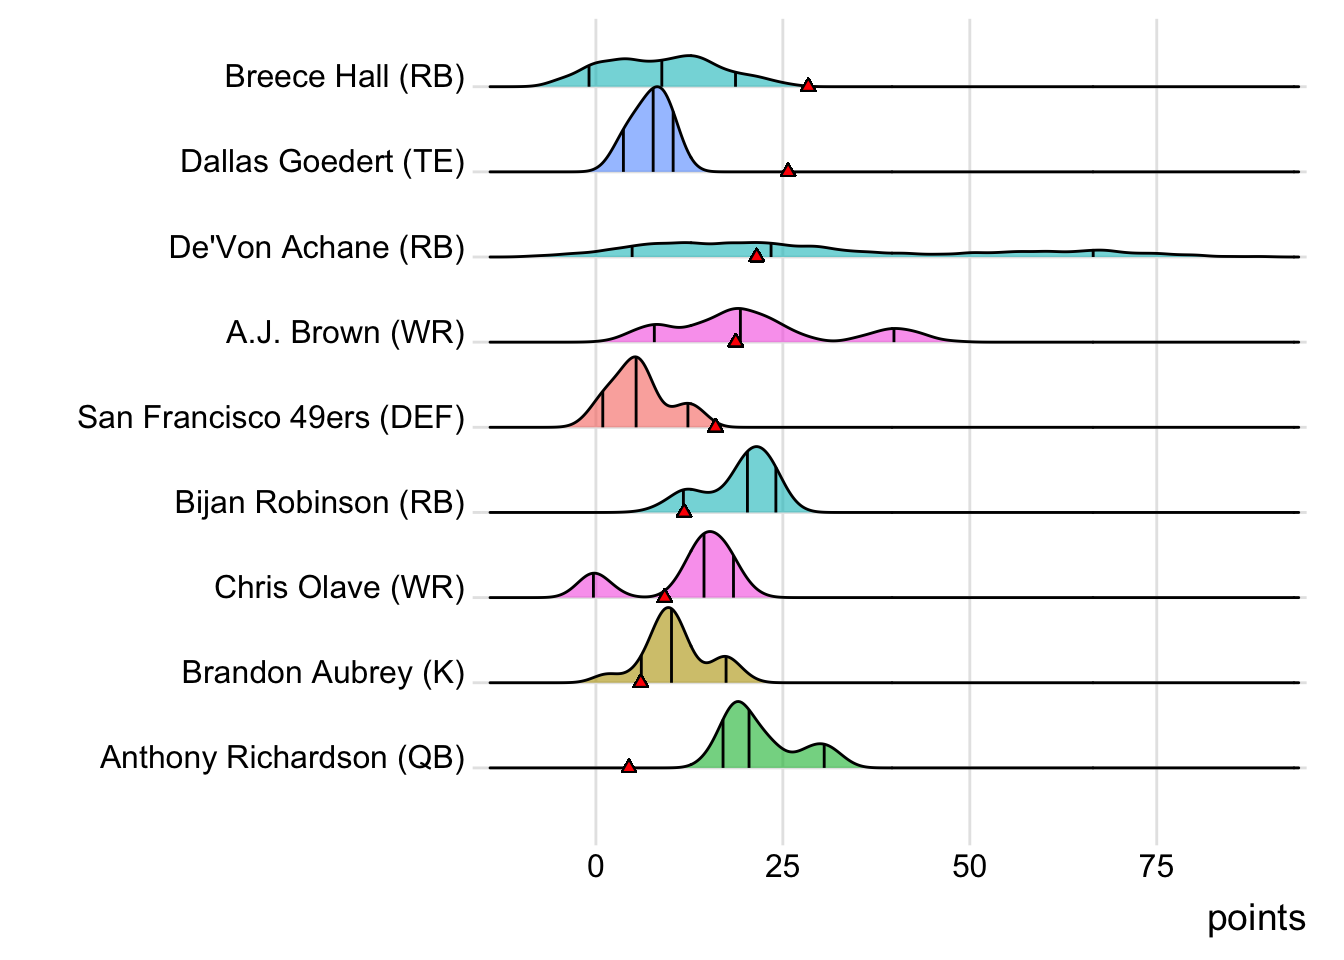 Breece Hall (RB)
Dallas Goedert (TE)
De'Von Achane (RB)
A.J. Brown (WR)
San Francisco 49ers (DEF)
Bijan Robinson (RB)
Chris Olave (WR)
Brandon Aubrey (K)
Anthony Richardson (QB)
0 25 50 75
points